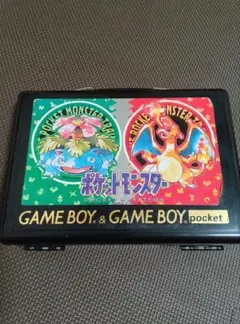 POCKET MONSTER
POCKET MONSTER
ポケットモンスター
GAME BOY. & GAME BOY. pocket